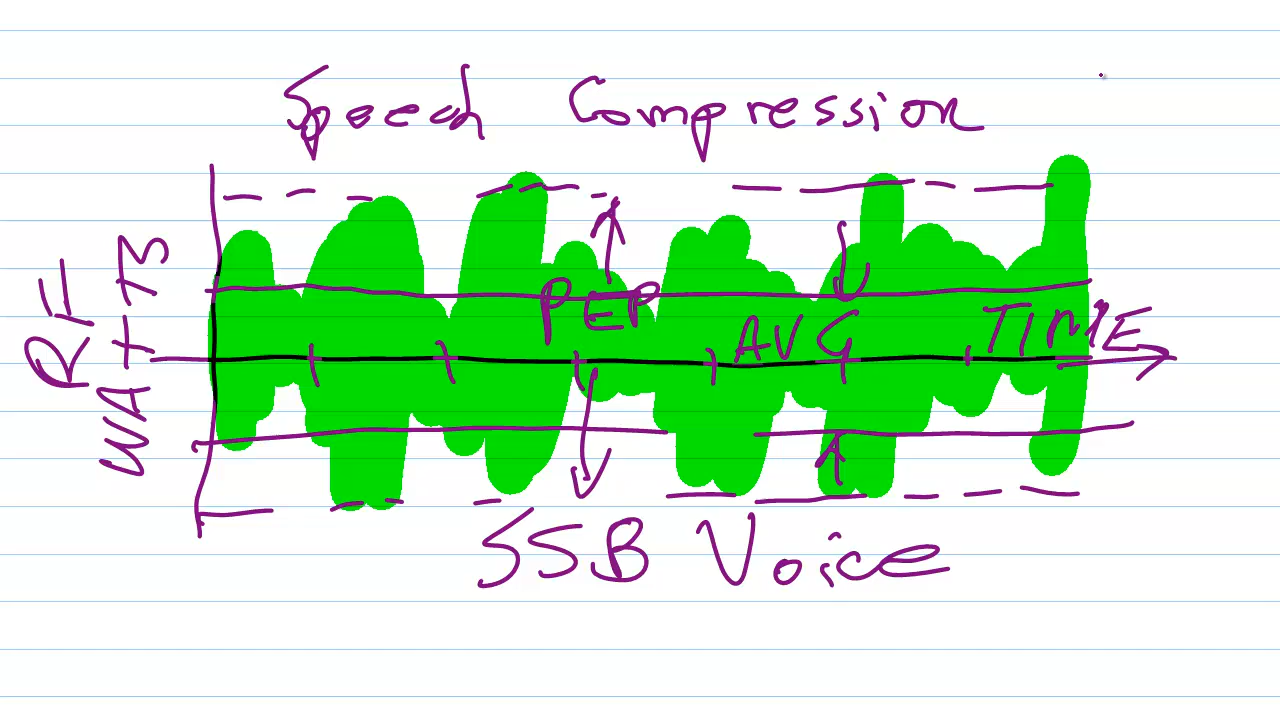 Speech Compression
RF
WATTS
PEP
AVG
TIME
SSB Voice